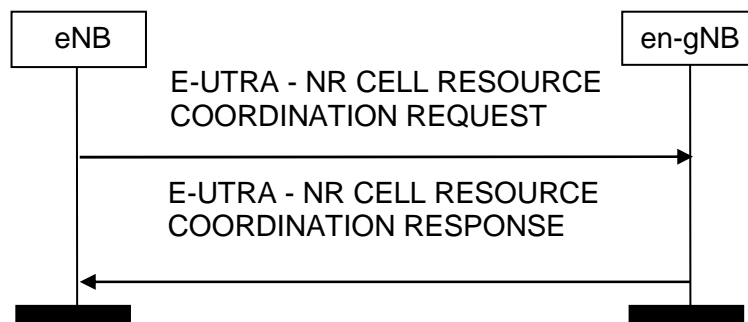 eNB
en-gNB
E-UTRA - NR CELL RESOURCE
COORDINATION REQUEST
E-UTRA - NR CELL RESOURCE
COORDINATION RESPONSE